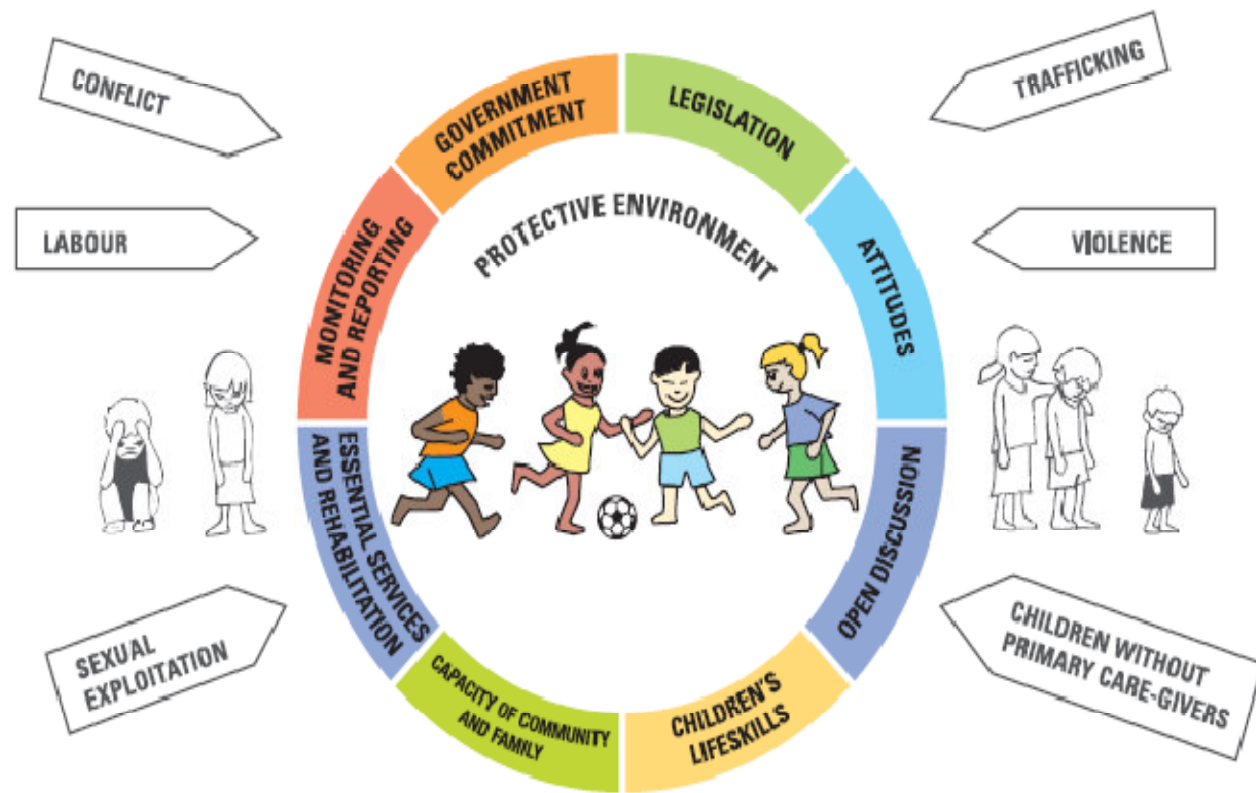 CONFLICT
TRAFFICKING
LABOUR
VIOLENCE
GOVERNMENT
COMMITMENT
LEGISLATION
ATTITUDES
OPEN DISCUSSION
CHILDREN'S
LIFESKILLS
CAPACITY OF COMMUNITY
AND FAMILY
ESSENTIAL SERVICES
AND REHABILITATION
MONITORING
AND REPORTING
PROTECTIVE ENVIRONMENT
SEXUAL
EXPLOITATION
CHILDREN WITHOUT
PRIMARY CARE-GIVERS